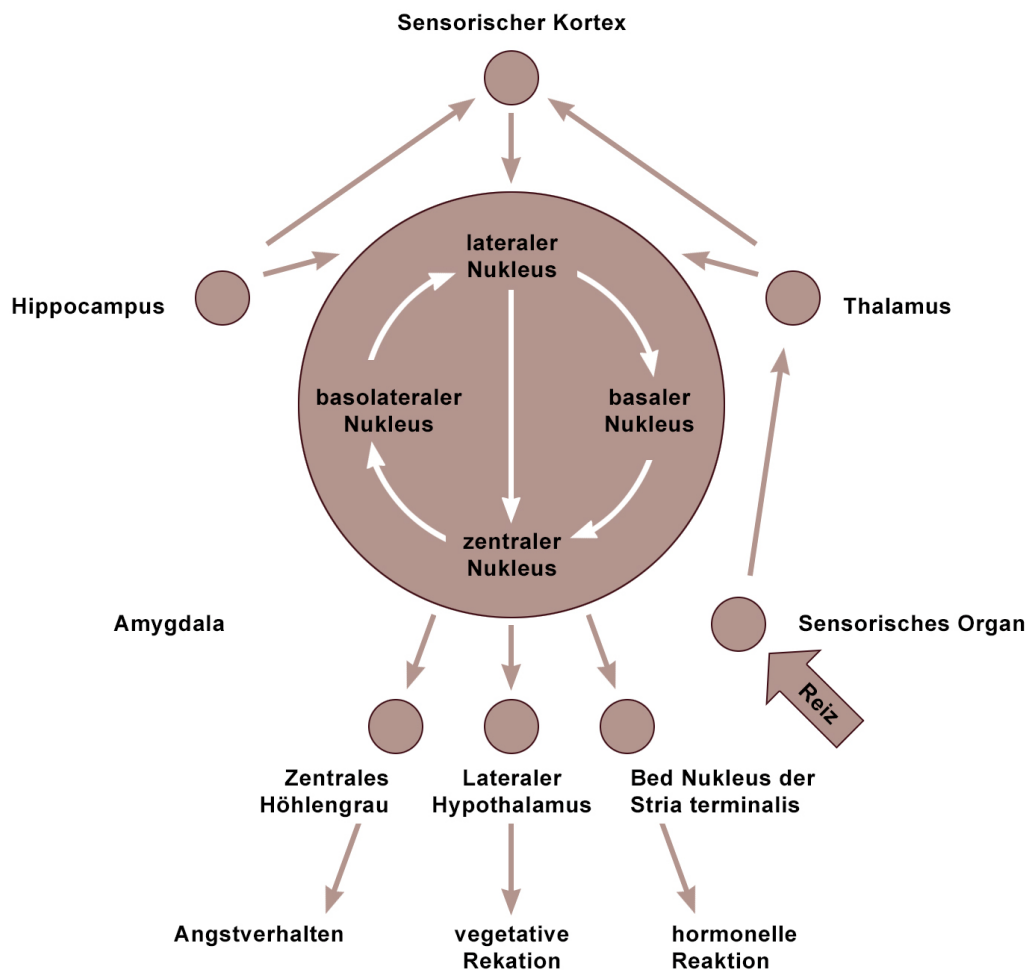 Sensorischer Kortex
lateraler
Nukleus
Hippocampus
Thalamus
basolateraler
Nukleus
basaler
Nukleus
zentraler
Nukleus
Amygdala
Sensorisches Organ
Reiz
Zentrales
Höhlengrau
Lateraler
Hypothalamus
Bed Nukleus der
Stria terminalis
Angstverhalten
vegetative
Rekation
hormonelle
Reaktion